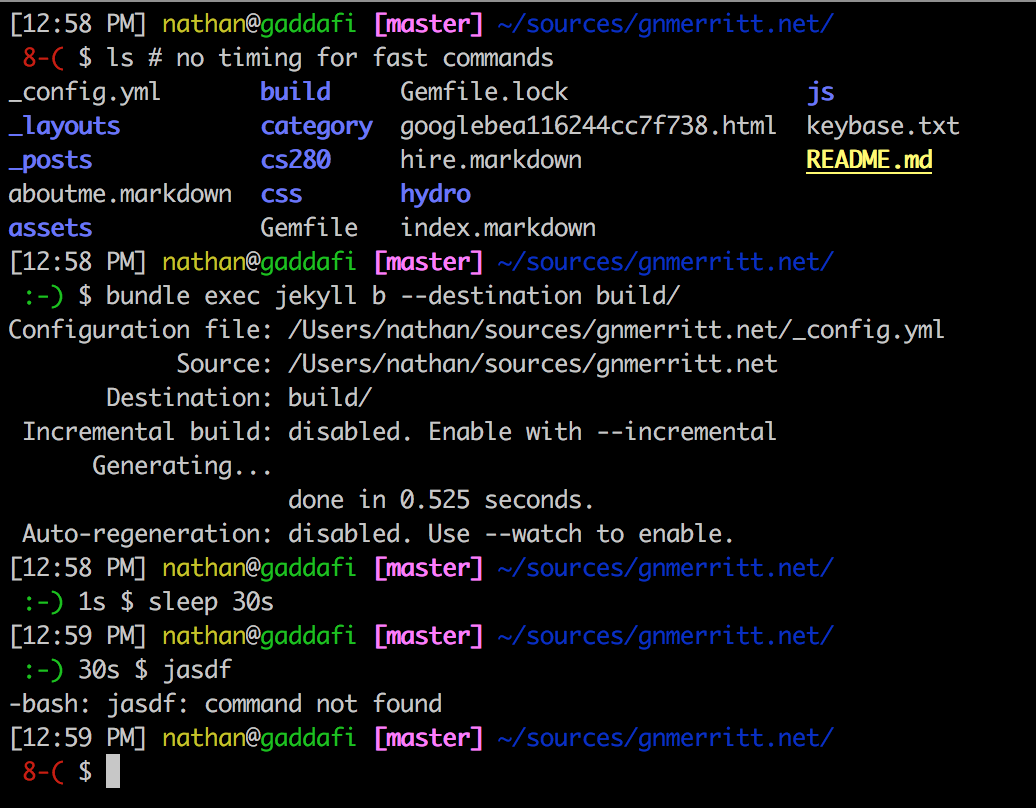 [12:58 PM] nathan@gaddafi [master] ~/sources/gnmerritt.net/
8-( $ ls # no timing for fast commands
_config.yml build Gemfile.lock js
_layouts category googlebea116244cc7f738.html keybase.txt
_posts cs280 hire.markdown README.md
aboutme.markdown css hydro
assets Gemfile index.markdown
[12:58 PM] nathan@gaddafi [master] ~/sources/gnmerritt.net/
:-) $ bundle exec jekyll b --destination build/
Configuration file: /Users/nathan/sources/gnmerritt.net/_config.yml
Source: /Users/nathan/sources/gnmerritt.net
Destination: build/
Incremental build: disabled. Enable with --incremental
Generating...
done in 0.525 seconds.
Auto-regeneration: disabled. Use --watch to enable.
[12:58 PM] nathan@gaddafi [master] ~/sources/gnmerritt.net/
:-) 1s $ sleep 30s
[12:59 PM] nathan@gaddafi [master] ~/sources/gnmerritt.net/
:-) 30s $ jasdf
-bash: jasdf: command not found
[12:59 PM] nathan@gaddafi [master] ~/sources/gnmerritt.net/
8-( $